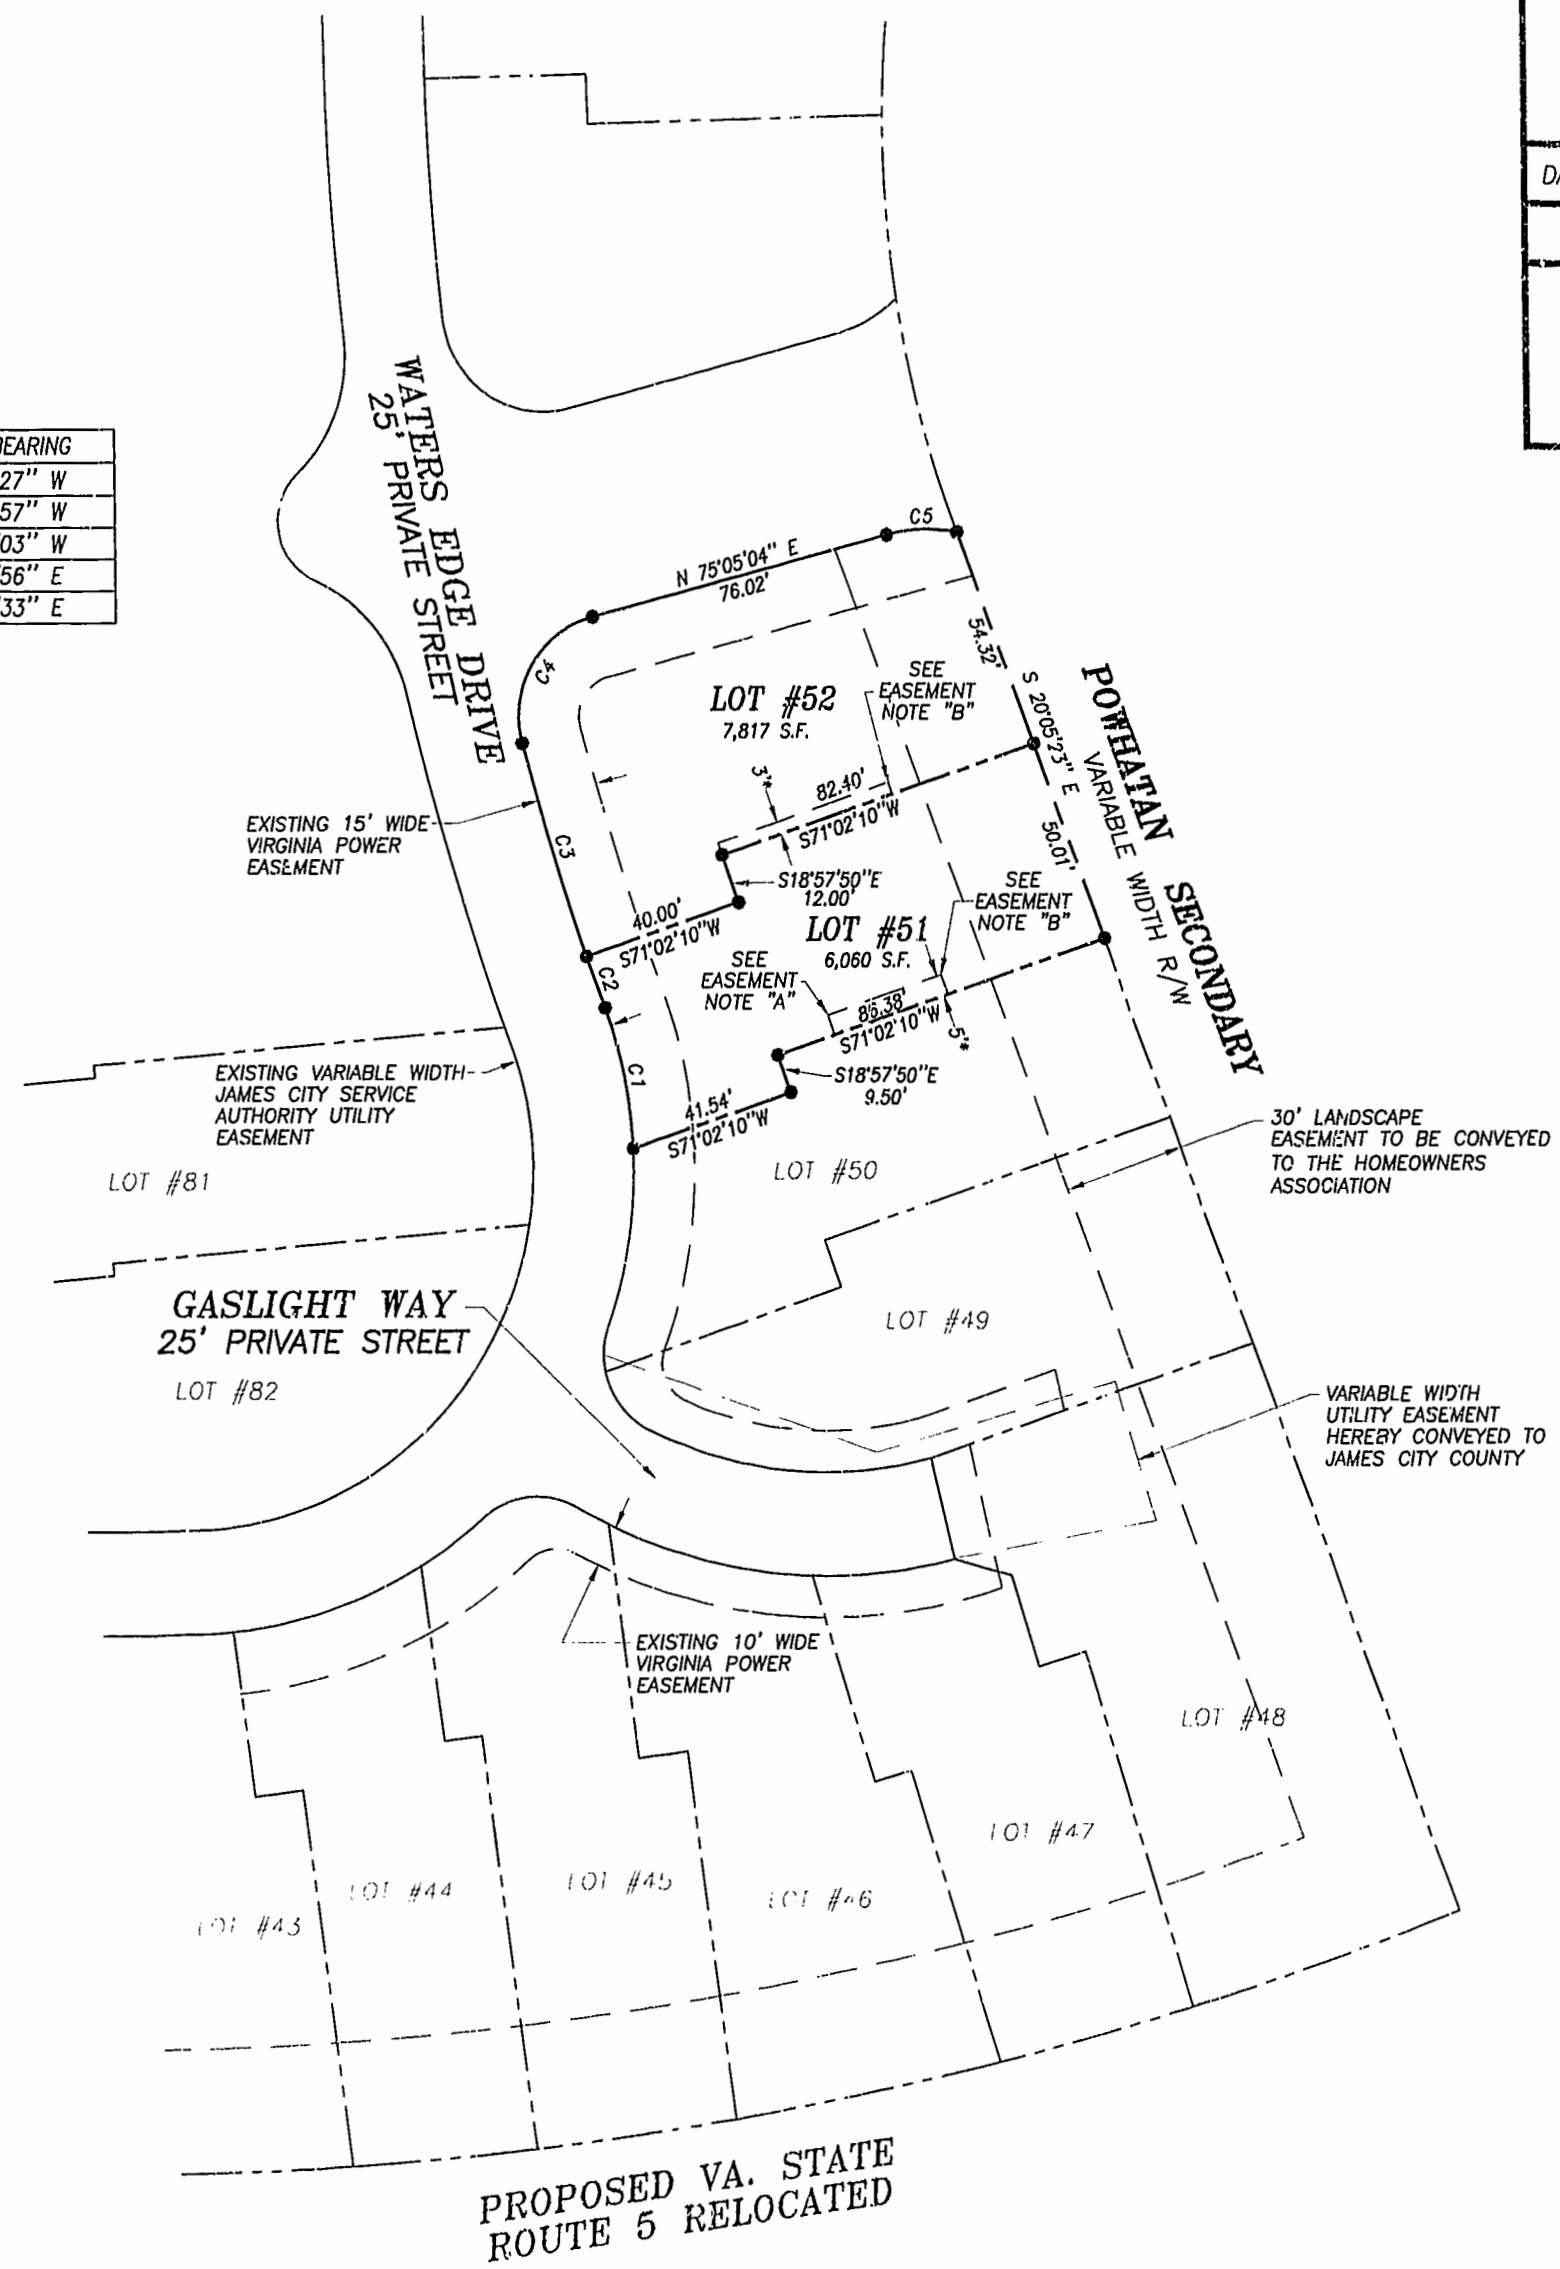 BEARING
27" W
57" W
03" W
56" E
33" E
WATERS EDGE DRIVE
25' PRIVATE STREET
C5
N 75°05'04" E
76.02'
C4
LOT #52
7,817 S.F.
SEE
EASEMENT
NOTE "B"
54.32'
S 20°05'23" E
50.01'
POWHATAN SECONDARY
VARIABLE WIDTH R/W
3'*
82.40'
S71°02'10"W
EXISTING 15' WIDE
VIRGINIA POWER
EASEMENT
C3
S18°57'50"E
12.00'
40.00'
S71°02'10"W
LOT #51
6,060 S.F.
SEE
EASEMENT
NOTE "B"
SEE
EASEMENT
NOTE "A"
C2
86.38'
S71°02'10"W
5'*
C1
S18°57'50"E
9.50'
41.54'
S71°02'10"W
EXISTING VARIABLE WIDTH
JAMES CITY SERVICE
AUTHORITY UTILITY
EASEMENT
LOT #81
LOT #50
30' LANDSCAPE
EASEMENT TO BE CONVEYED
TO THE HOMEOWNERS
ASSOCIATION
GASLIGHT WAY
25' PRIVATE STREET
LOT #82
LOT #49
VARIABLE WIDTH
UTILITY EASEMENT
HEREBY CONVEYED TO
JAMES CITY COUNTY
EXISTING 10' WIDE
VIRGINIA POWER
EASEMENT
LOT #48
LOT #47
LOT #46
LOT #45
LOT #44
LOT #43
PROPOSED VA. STATE
ROUTE 5 RELOCATED